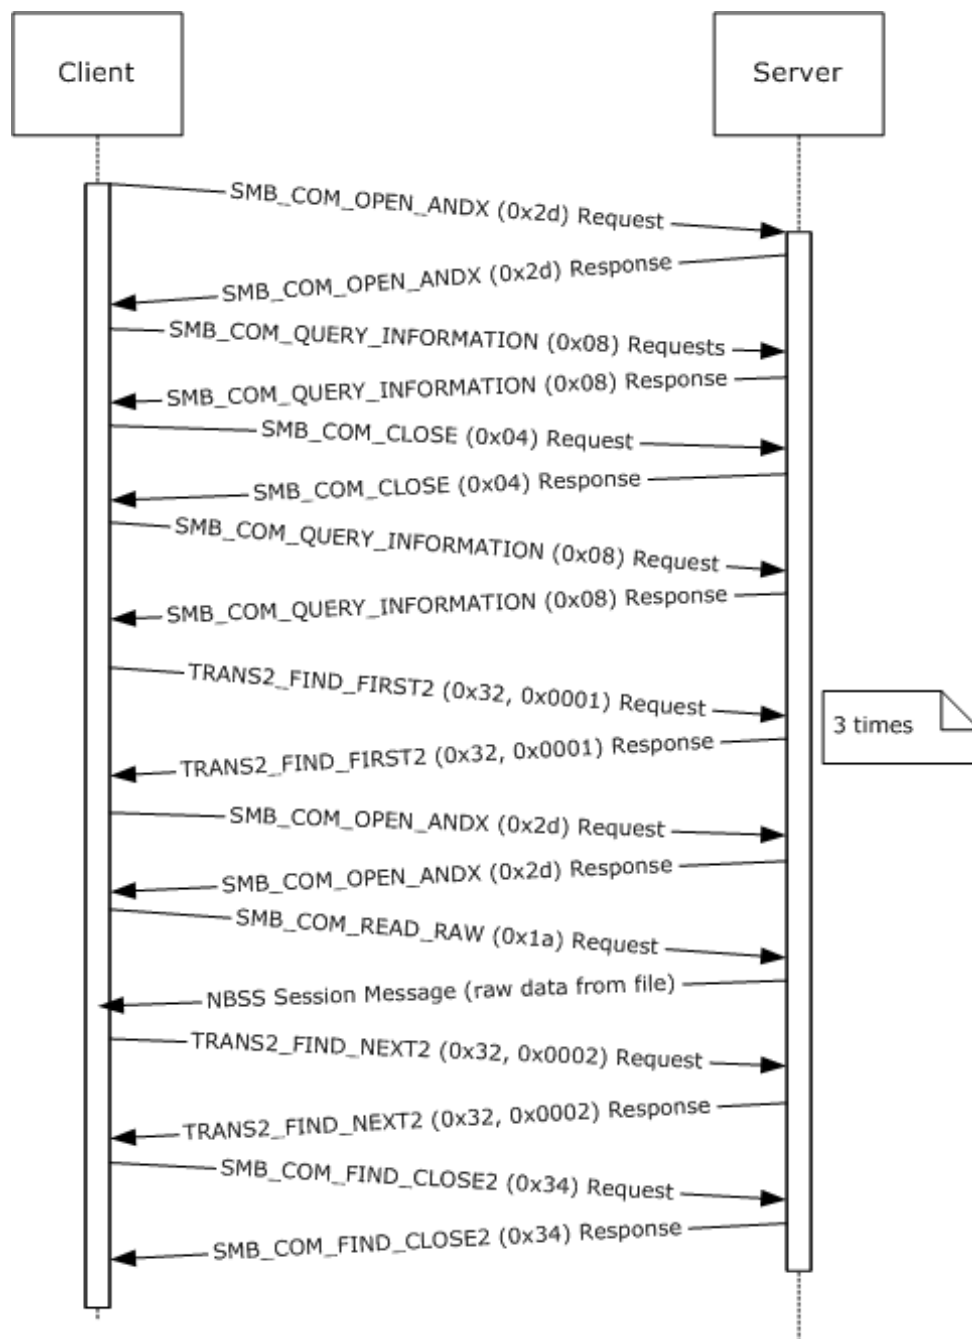 Client
Server
SMB_COM_OPEN_ANDX (0x2d) Request
SMB_COM_OPEN_ANDX (0x2d) Response
SMB_COM_QUERY_INFORMATION (0x08) Requests
SMB_COM_QUERY_INFORMATION (0x08) Response
SMB_COM_CLOSE (0x04) Request
SMB_COM_CLOSE (0x04) Response
SMB_COM_QUERY_INFORMATION (0x08) Request
SMB_COM_QUERY_INFORMATION (0x08) Response
TRANS2_FIND_FIRST2 (0x32, 0x0001) Request
3 times
TRANS2_FIND_FIRST2 (0x32, 0x0001) Response
SMB_COM_OPEN_ANDX (0x2d) Request
SMB_COM_OPEN_ANDX (0x2d) Response
SMB_COM_READ_RAW (0x1a) Request
NBSS Session Message (raw data from file)
TRANS2_FIND_NEXT2 (0x32, 0x0002) Request
TRANS2_FIND_NEXT2 (0x32, 0x0002) Response
SMB_COM_FIND_CLOSE2 (0x34) Request
SMB_COM_FIND_CLOSE2 (0x34) Response